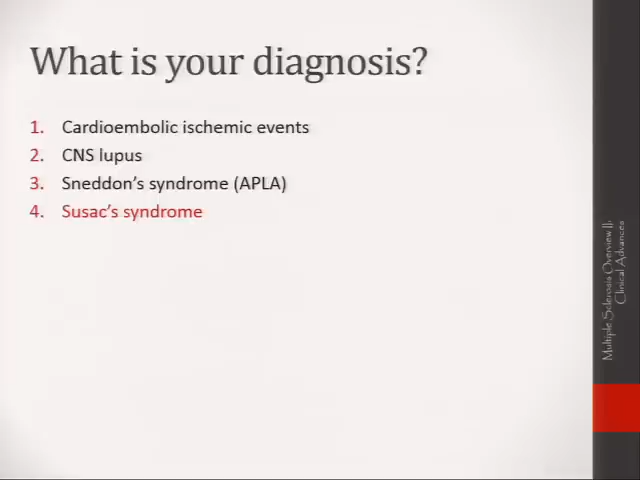 What is your diagnosis?
1. Cardioembolic ischemic events
2. CNS lupus
3. Sneddon’s syndrome (APLA)
4. Susac’s syndrome
Multiple Sclerosis Overview II:
Clinical Advances